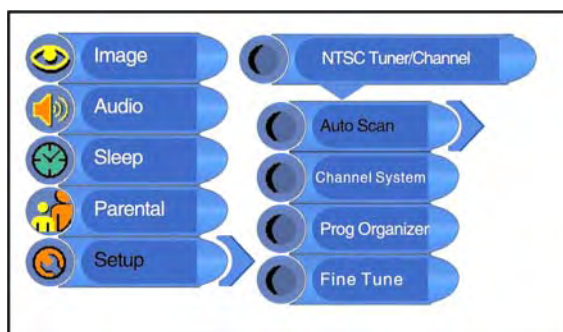 Image
Audio
Sleep
Parental
Setup
NTSC Tuner/Channel
Auto Scan
Channel System
Prog Organizer
Fine Tune